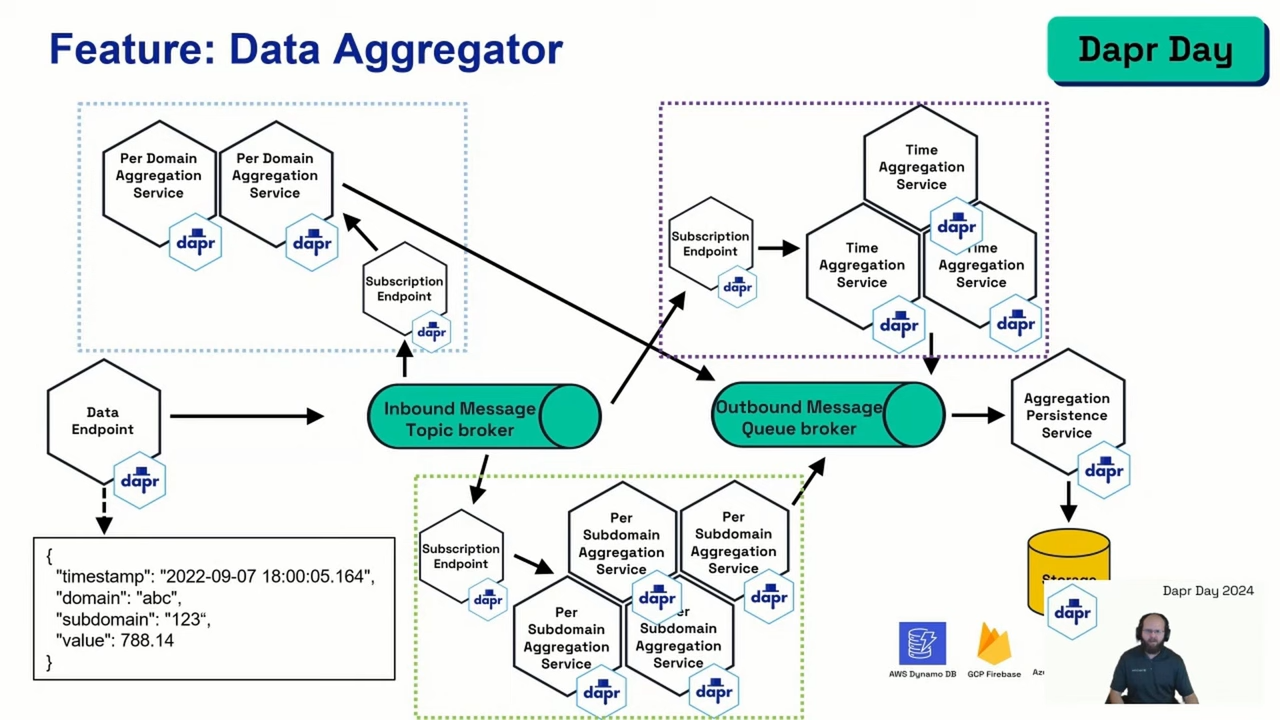 Feature: Data Aggregator
Dapr Day
Per Domain
Aggregation
Service
dapr
Per Domain
Aggregation
Service
dapr
Subscription
Endpoint
dapr
Subscription
Endpoint
dapr
Time
Aggregation
Service
dapr
Time
Aggregation
Service
dapr
Time
Aggregation
Service
dapr
Data
Endpoint
dapr
Inbound Message
Topic broker
Outbound Message
Queue broker
Aggregation
Persistence
Service
dapr
{
"timestamp": "2022-09-07 18:00:05.164",
"domain": "abc",
"subdomain": "123“,
"value": 788.14
}
Subscription
Endpoint
dapr
Per
Subdomain
Aggregation
Service
dapr
Per
Subdomain
Aggregation
Service
dapr
Per
Subdomain
Aggregation
Service
dapr
Per
Subdomain
Aggregation
Service
dapr
Storage
AWS Dynamo DB
GCP Firebase
dapr
Dapr Day 2024